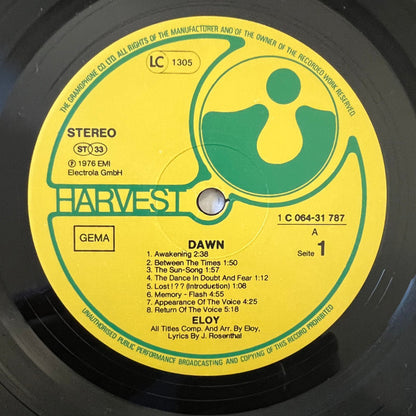 THE GRAMOPHONE CO LTD. ALL RIGHTS OF THE MANUFACTURER AND OF THE OWNER OF THE RECORDED WORK RESERVED.
LC 1305
STEREO
ST 33
℗ 1976 EMI
Electrola GmbH
HARVEST
1 C 064-31 787
GEMA
A
Seite 1
DAWN
1. Awakening 2:38
2. Between The Times 1:50
3. The Sun-Song 1:57
4. The Dance In Doubt And Fear 1:12
5. Lost!?? (Introduction) 1:08
6. Memory - Flash 4:55
7. Appearance Of The Voice 4:25
8. Return Of The Voice 5:18
ELOY
All Titles Comp. And Arr. By Eloy,
Lyrics By J. Rosenthal
UNAUTHORISED PUBLIC PERFORMANCE BROADCASTING AND COPYING OF THIS RECORD PROHIBITED.